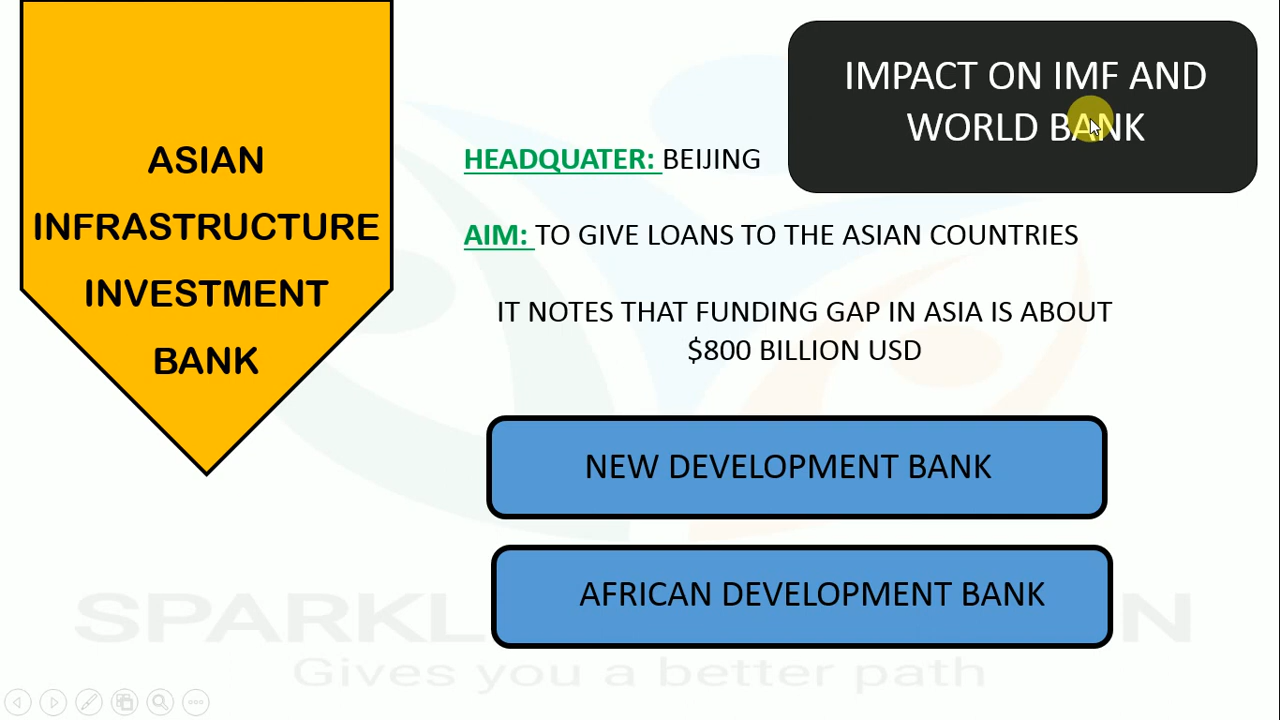 ASIAN
INFRASTRUCTURE
INVESTMENT
BANK
IMPACT ON IMF AND
WORLD BANK
HEADQUATER: BEIJING
AIM: TO GIVE LOANS TO THE ASIAN COUNTRIES
IT NOTES THAT FUNDING GAP IN ASIA IS ABOUT
$800 BILLION USD
NEW DEVELOPMENT BANK
AFRICAN DEVELOPMENT BANK
Gives you a better path